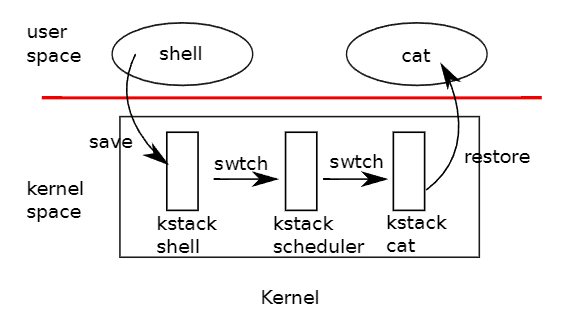 user
space
shell
cat
save
swtch
swtch
restore
kernel
space
kstack
shell
kstack
scheduler
kstack
cat
Kernel